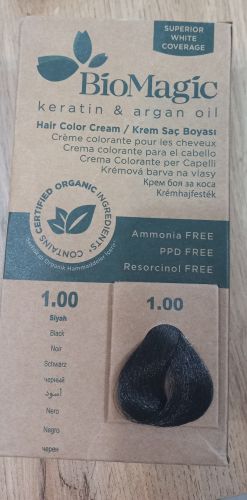 SUPERIOR
WHITE
COVERAGE
BioMagic
keratin & argan oil
Hair Color Cream / Krem Saç Boyası
Crème colorante pour les cheveux
Crema colorante para el cabello
Crema Colorante per Capelli
Krémová barva na vlasy
Крем боя за коса
Krémhajfesték
CONTAINS CERTIFIED ORGANIC INGREDIENTS*
Ammonia FREE
PPD FREE
Resorcinol FREE
1.00
Siyah
Black
Noir
Schwarz
черный
أسود
Nero
Negro
черен
1.00